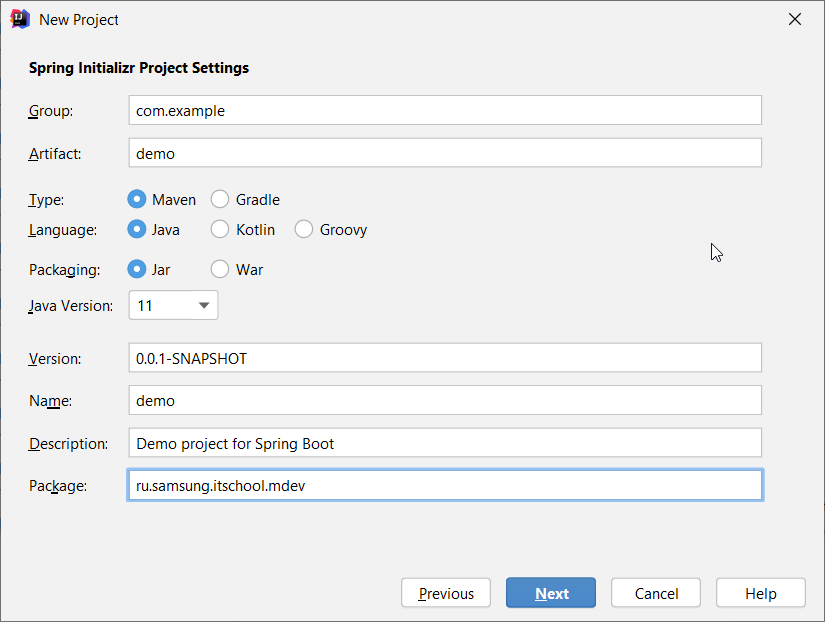 New Project
Spring Initializr Project Settings
Group: com.example
Artifact: demo
Type: Maven Gradle
Language: Java Kotlin Groovy
Packaging: Jar War
Java Version: 11
Version: 0.0.1-SNAPSHOT
Name: demo
Description: Demo project for Spring Boot
Package: ru.samsung.itschool.mdev
Previous Next Cancel Help